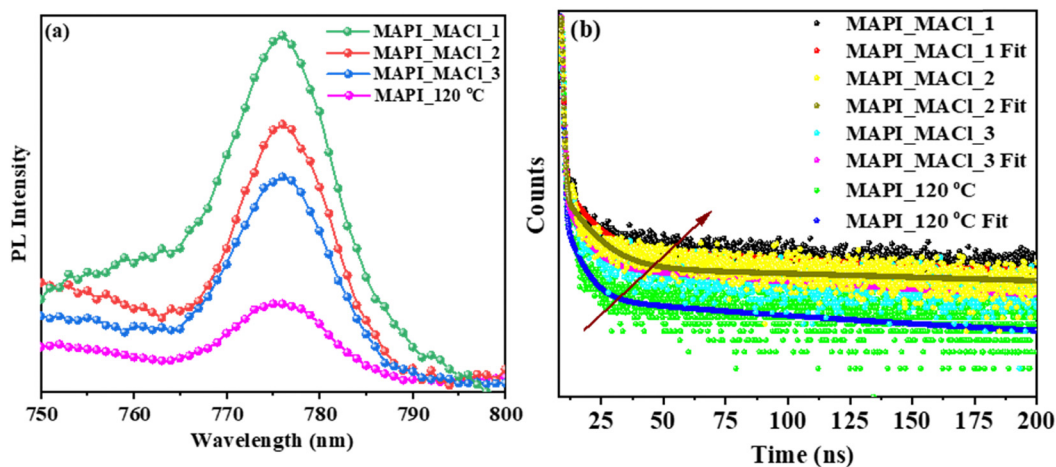 (a)
MAPI_MACl_1
MAPI_MACl_2
MAPI_MACl_3
MAPI_120 °C
PL Intensity
750 760 770 780 790 800
Wavelength (nm)
(b)
MAPI_MACl_1
MAPI_MACl_1 Fit
MAPI_MACl_2
MAPI_MACl_2 Fit
MAPI_MACl_3
MAPI_MACl_3 Fit
MAPI_120 °C
MAPI_120 °C Fit
Counts
25 50 75 100 125 150 175 200
Time (ns)